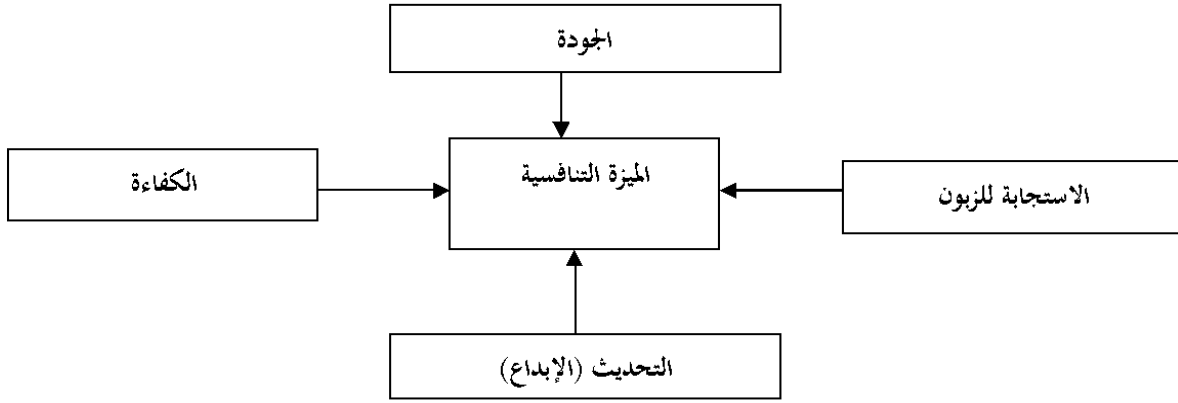 الجودة
الميزة التنافسية
الكفاءة
الاستجابة للزبون
التحديث (الإبداع)